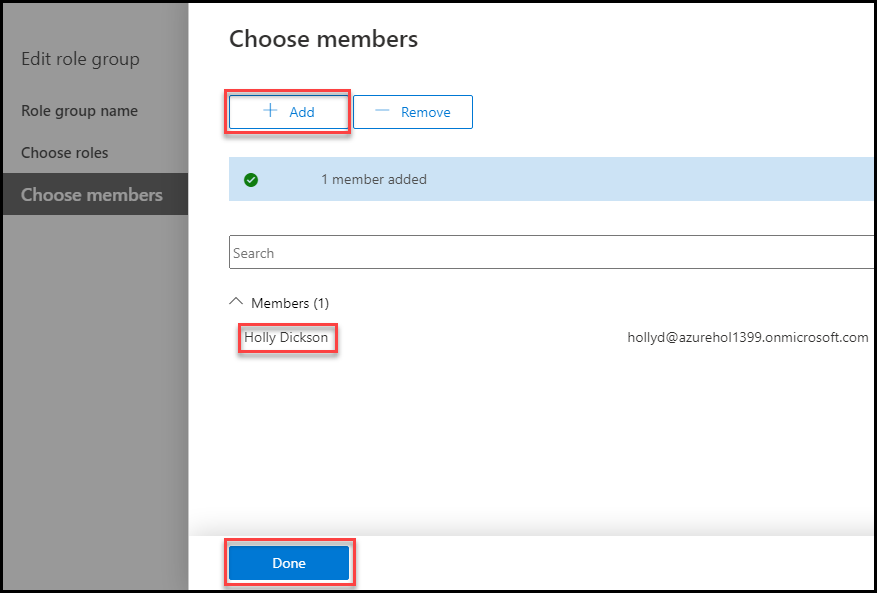 Edit role group
Role group name
Choose roles
Choose members
Choose members
Add
Remove
1 member added
Search
Members (1)
Holly Dickson hollyd@azurehol1399.onmicrosoft.com
Done